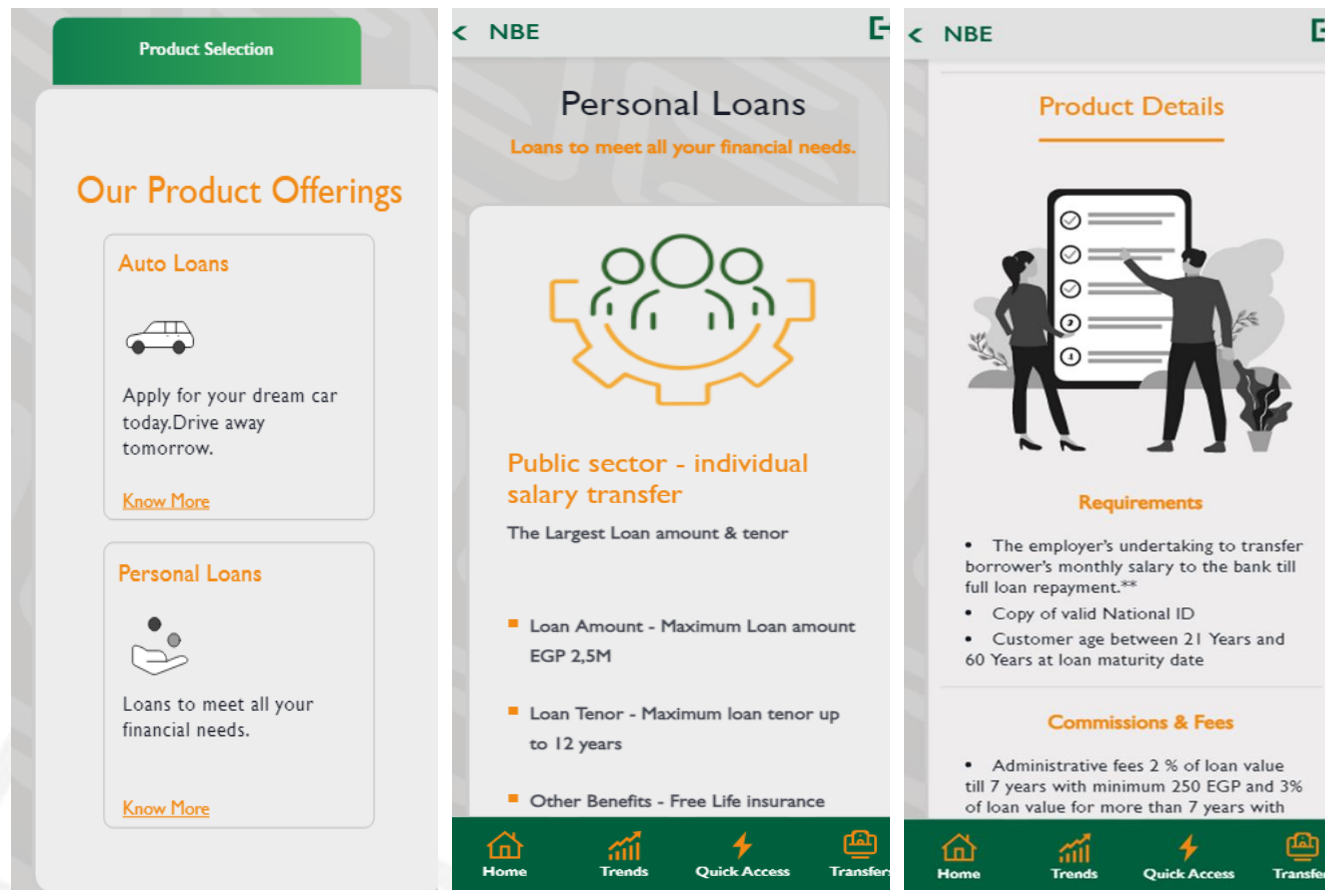 Product Selection
Our Product Offerings
Auto Loans
Apply for your dream car
today.Drive away
tomorrow.
Know More
Personal Loans
Loans to meet all your
financial needs.
Know More
NBE
Personal Loans
Loans to meet all your financial needs.
Public sector - individual
salary transfer
The Largest Loan amount & tenor
Loan Amount - Maximum Loan amount
EGP 2,5M
Loan Tenor - Maximum loan tenor up
to 12 years
Other Benefits - Free Life insurance
Home Trends Quick Access Transfers
NBE
Product Details
Requirements
• The employer's undertaking to transfer
borrower's monthly salary to the bank till
full loan repayment.**
• Copy of valid National ID
• Customer age between 21 Years and
60 Years at loan maturity date
Commissions & Fees
• Administrative fees 2 % of loan value
till 7 years with minimum 250 EGP and 3%
of loan value for more than 7 years with
Home Trends Quick Access Transfer